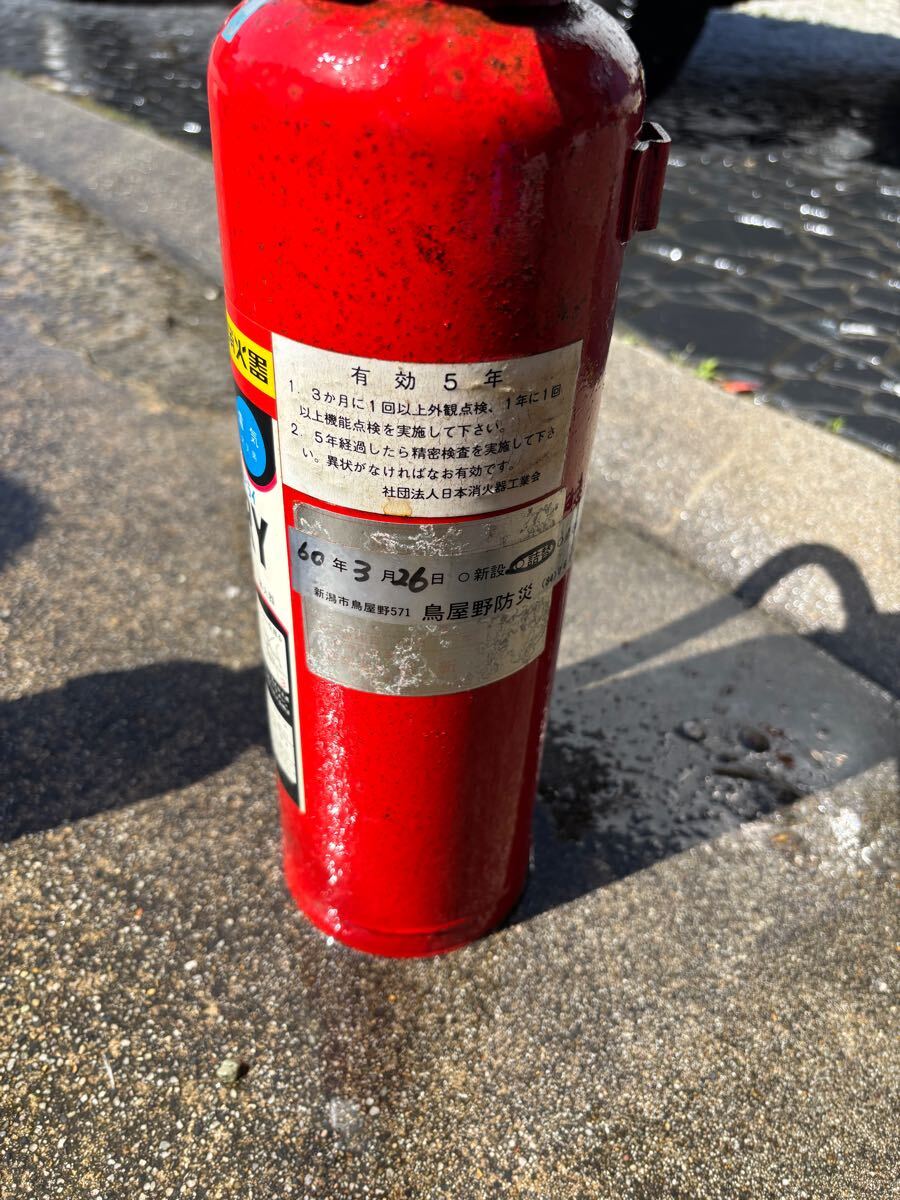 消火器
有効5年
1. 3か月に1回以上外観点検、1年に1回
以上機能点検を実施して下さい。
2. 5年経過したら精密検査を実施して下さ
い。異状がなければなお有効です。
社団法人日本消火器工業会
Y
60年3月26日 ○新設 ○詰替
新潟市鳥屋野571 鳥屋野防災